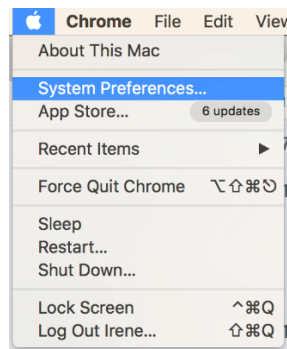 Chrome File Edit View
About This Mac
System Preferences...
App Store... 6 updates
Recent Items ▶
Force Quit Chrome ⌥⇧⌘⎋
Sleep
Restart...
Shut Down...
Lock Screen ^⌘Q
Log Out Irene... ⇧⌘Q